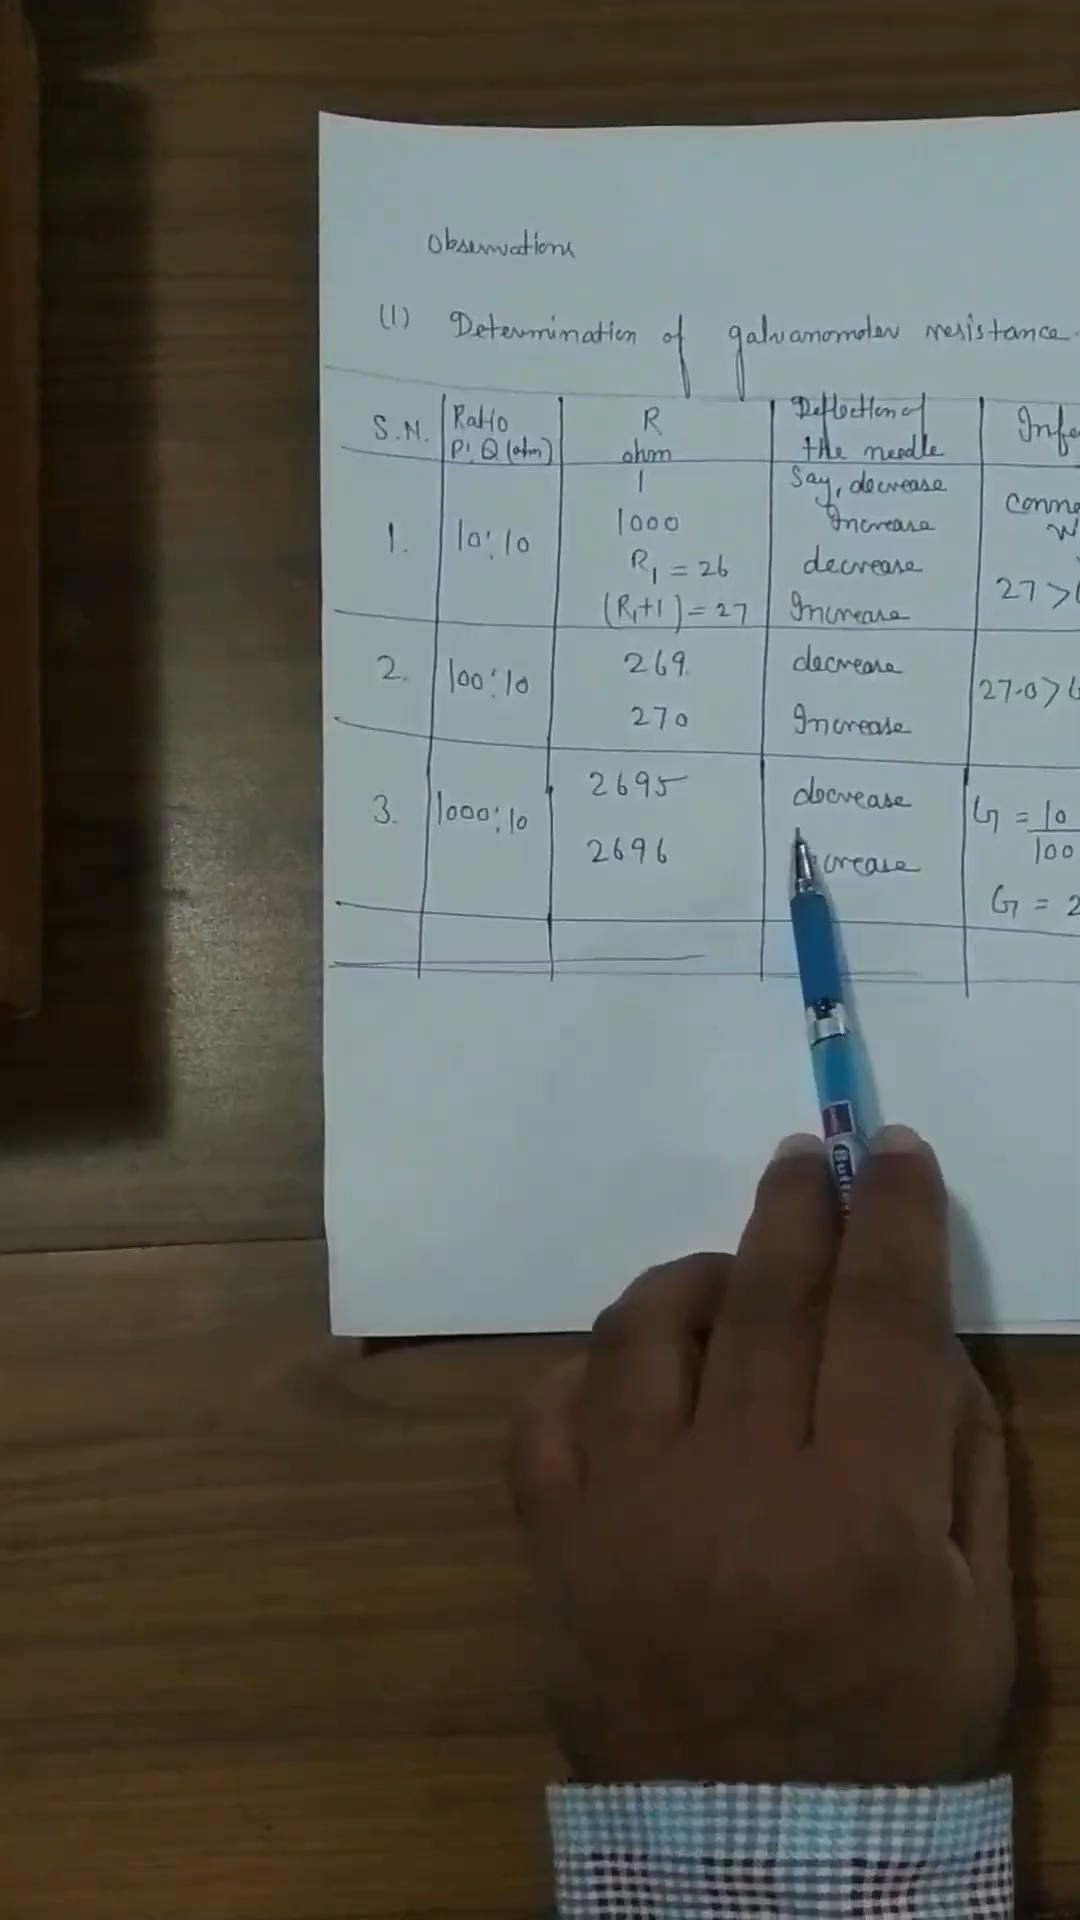 Observations
(1) Determination of galvanometer resistance.
S.N. Ratio P:Q (ohm) R ohm Deflection of the needle
1. 10:10 1 Say, decrease
1000 Increase
R1 = 26 decrease
(R1+1) = 27 Increase 27 >
2. 100:10 269 decrease
270 Increase 27.0 >
3. 1000:10 2695 decrease G = 10
2696 crease 100
G = 2